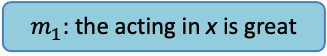 m₁: the acting in x is great